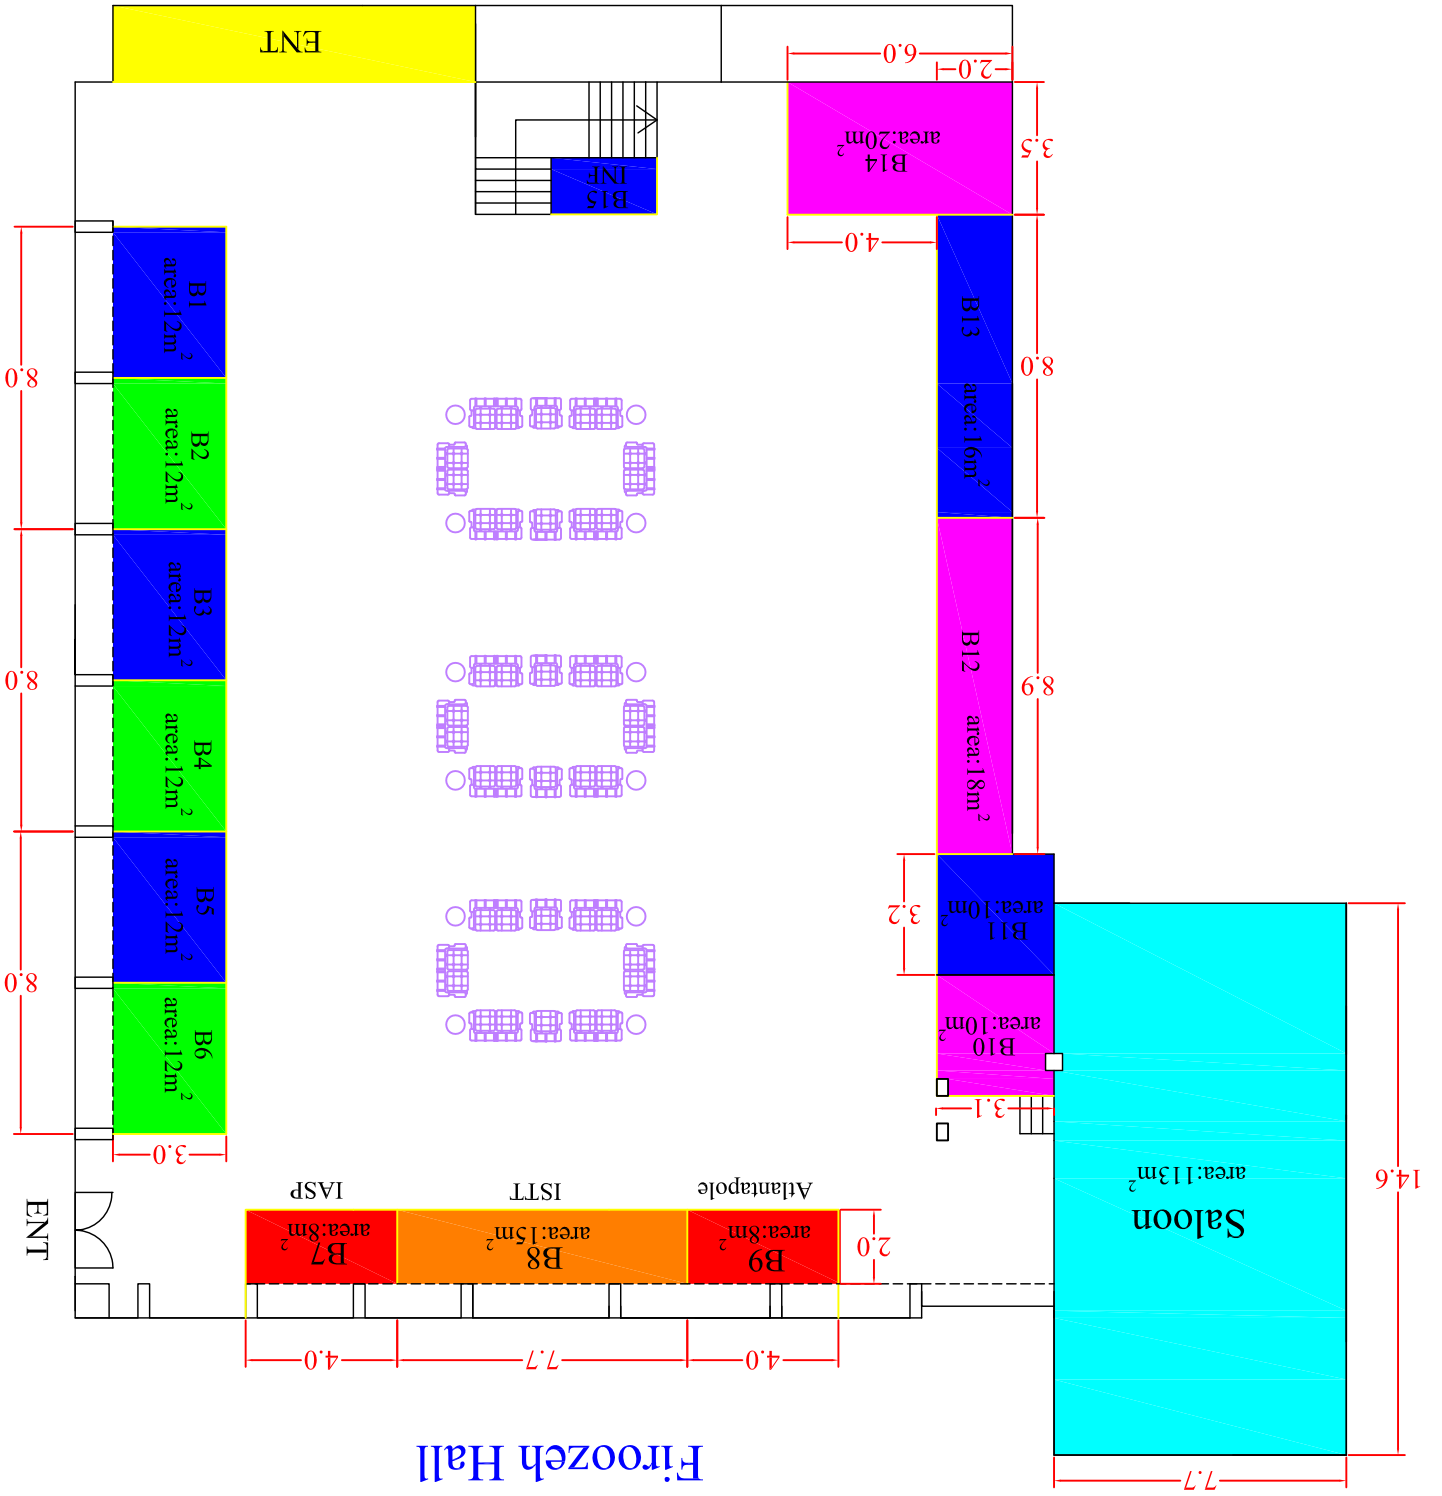 Firoozeh Hall
7.7
4.0
7.7
4.0
14.6
Saloon
area:113m²
B9
area:8m²
Atlantapole
B8
area:15m²
ISTT
B7
area:8m²
IASP
2.0
ENT
3.0
3.1
B10
area:10m²
B11
area:10m²
3.2
B12
area:18m²
8.9
B13
area:16m²
8.0
B14
area:20m²
3.5
4.0
6.0
2.0
B15
INF
ENT
B6
area:12m²
B5
area:12m²
B4
area:12m²
B3
area:12m²
B2
area:12m²
B1
area:12m²
8.0
8.0
8.0